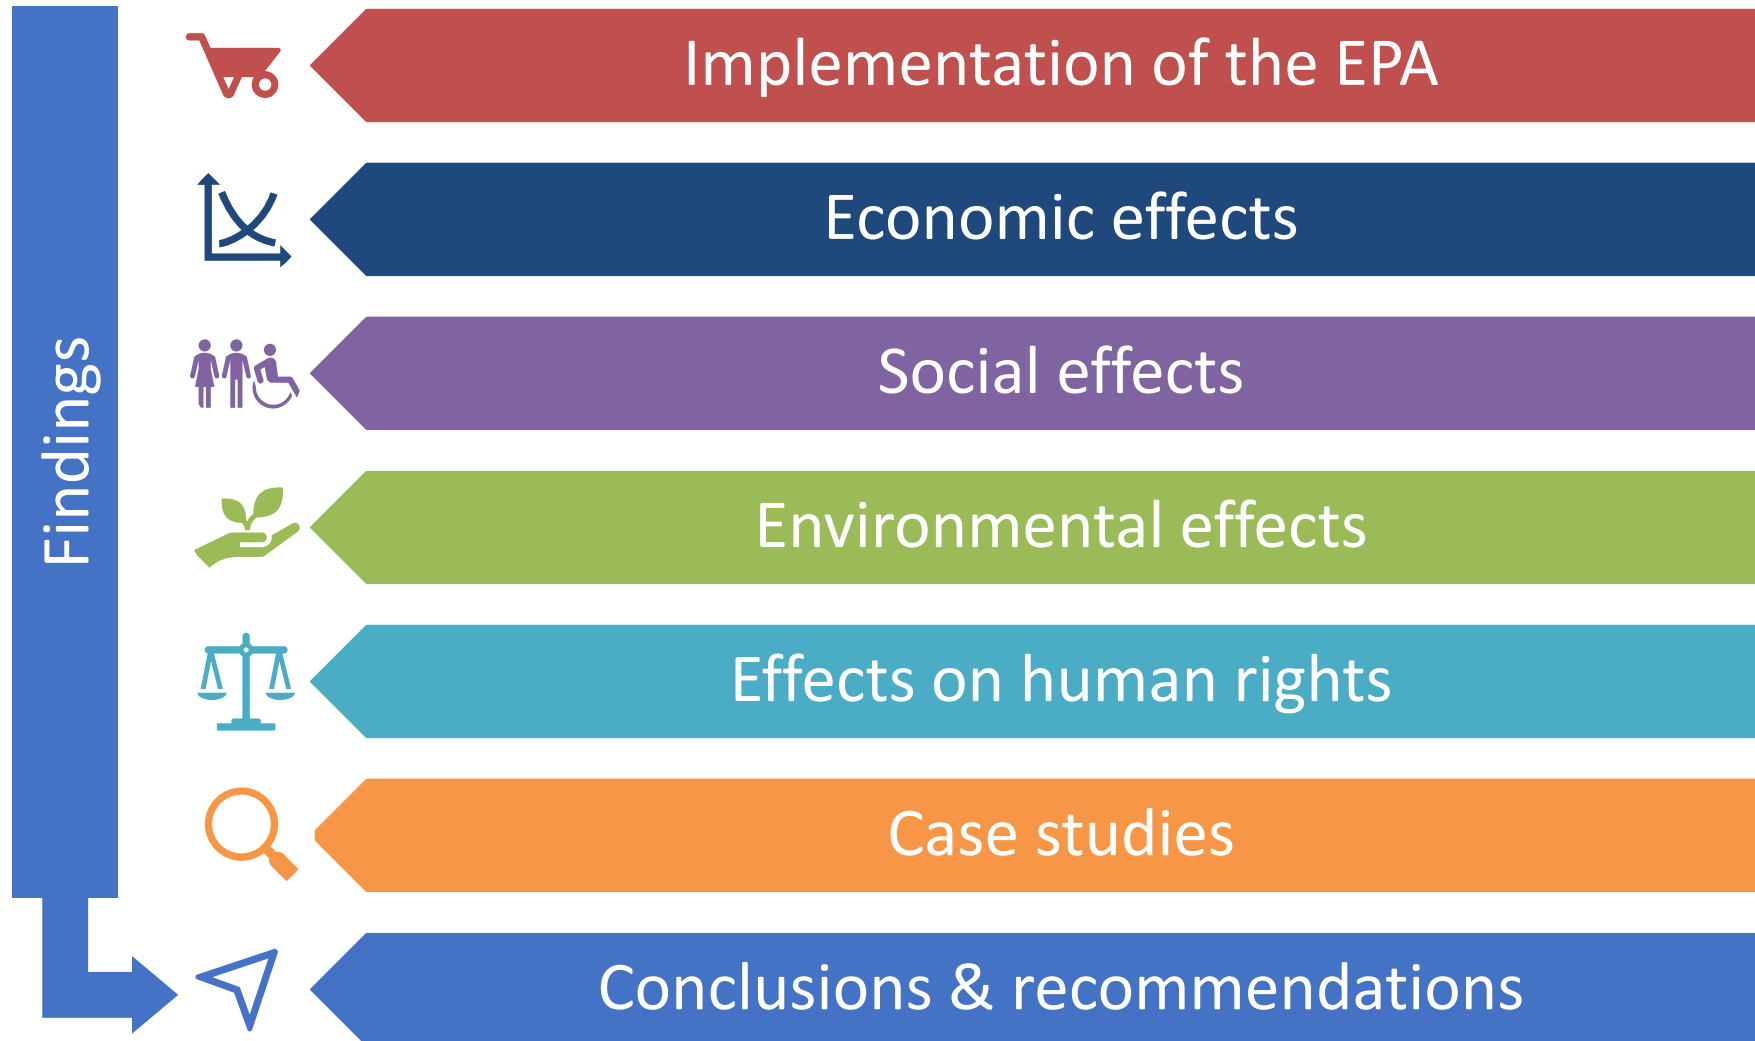 Findings
Implementation of the EPA
Economic effects
Social effects
Environmental effects
Effects on human rights
Case studies
Conclusions & recommendations